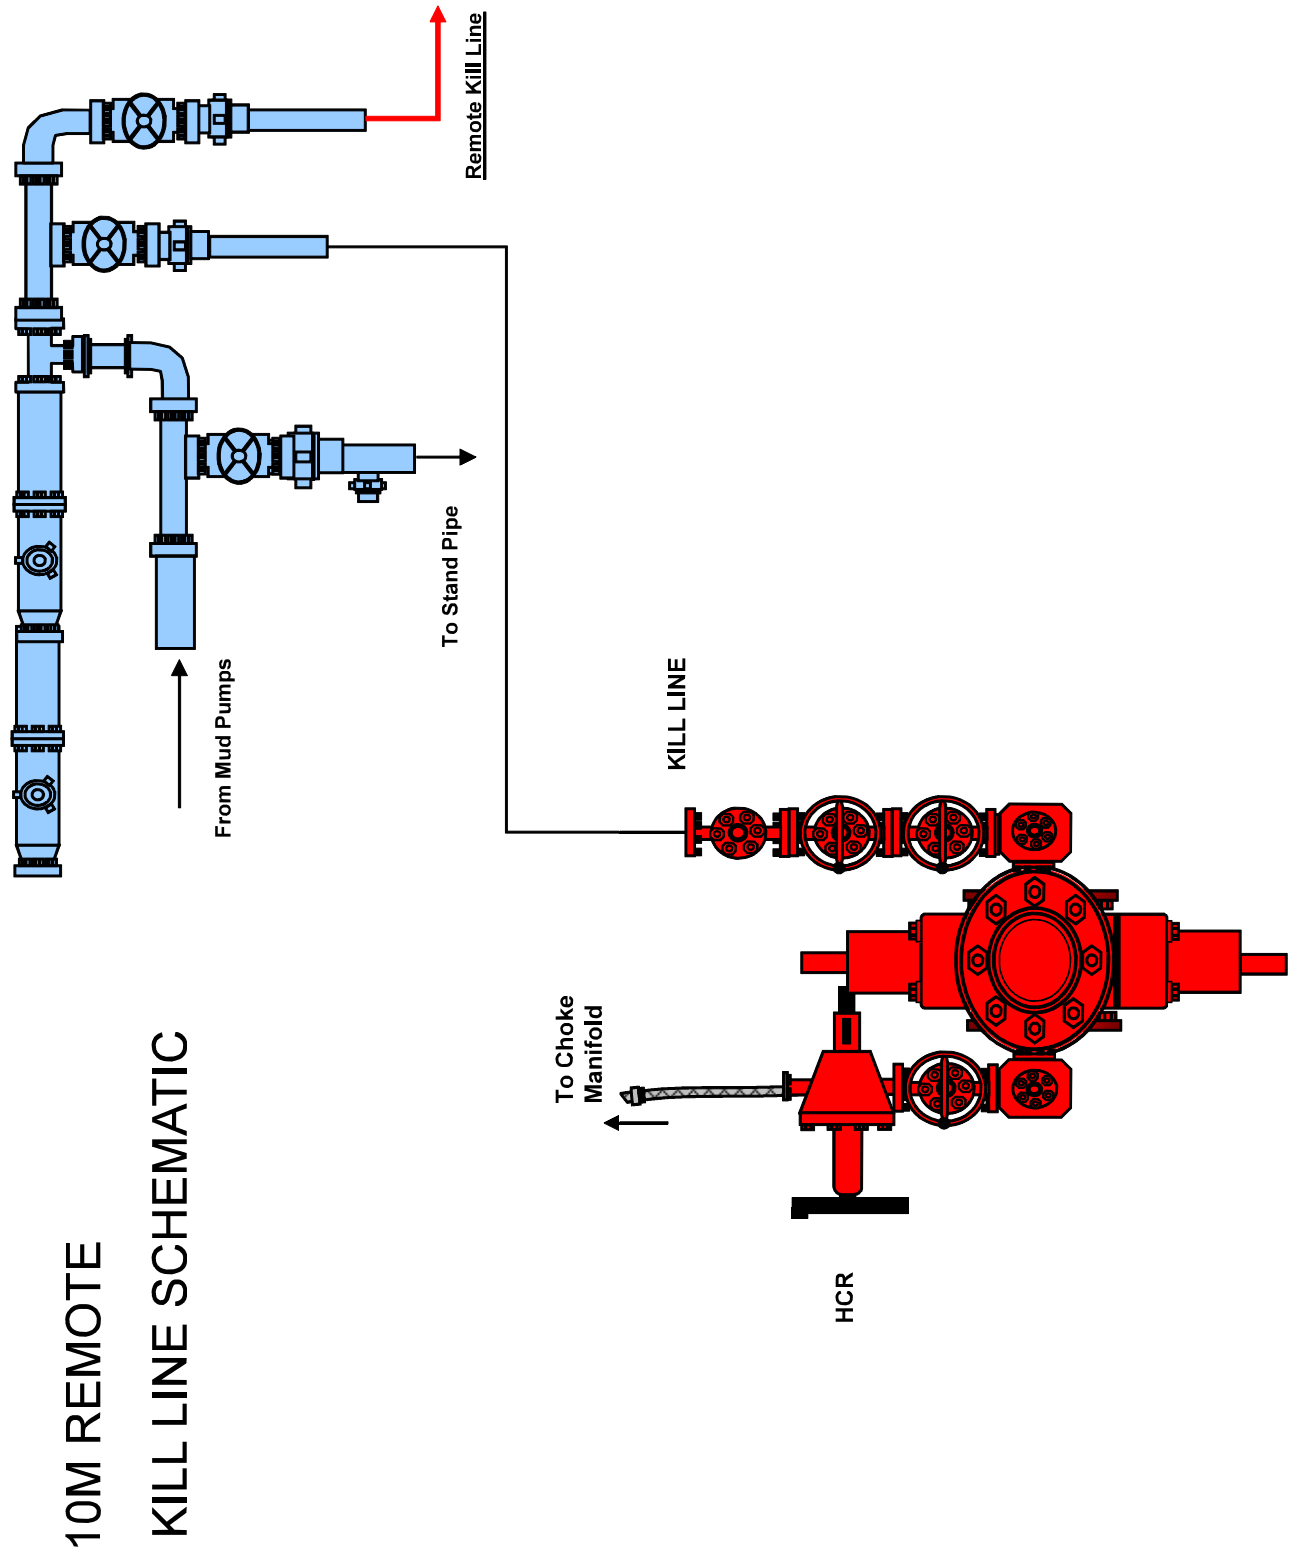 10M REMOTE
KILL LINE SCHEMATIC
From Mud Pumps
To Stand Pipe
Remote Kill Line
KILL LINE
To Choke
Manifold
HCR